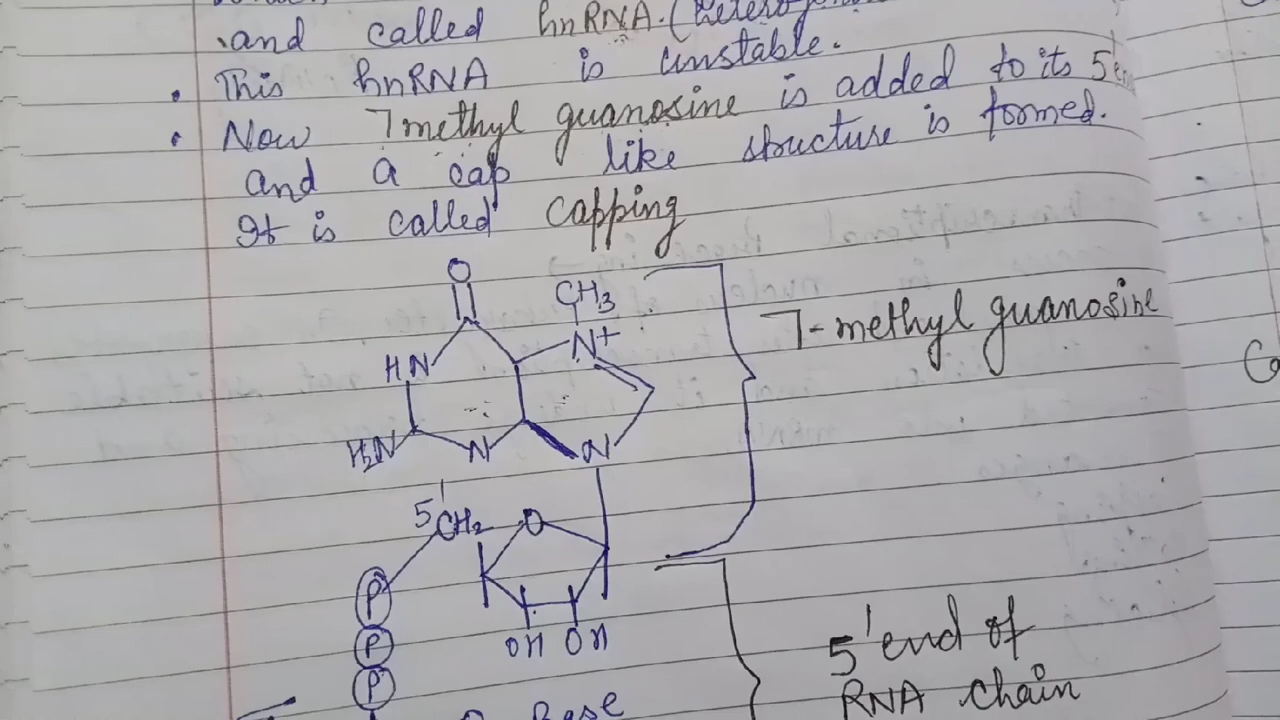 and called hnRNA. (
This hnRNA is unstable.
Now 7 methyl guanosine is added to its 5'
and a cap like structure is formed.
It is called capping
O
CH3
N+
7-methyl guanosine
HN
H2N
N
N
5'
CH2
O
P
OH OH
P
5' end of
P
RNA chain
Base